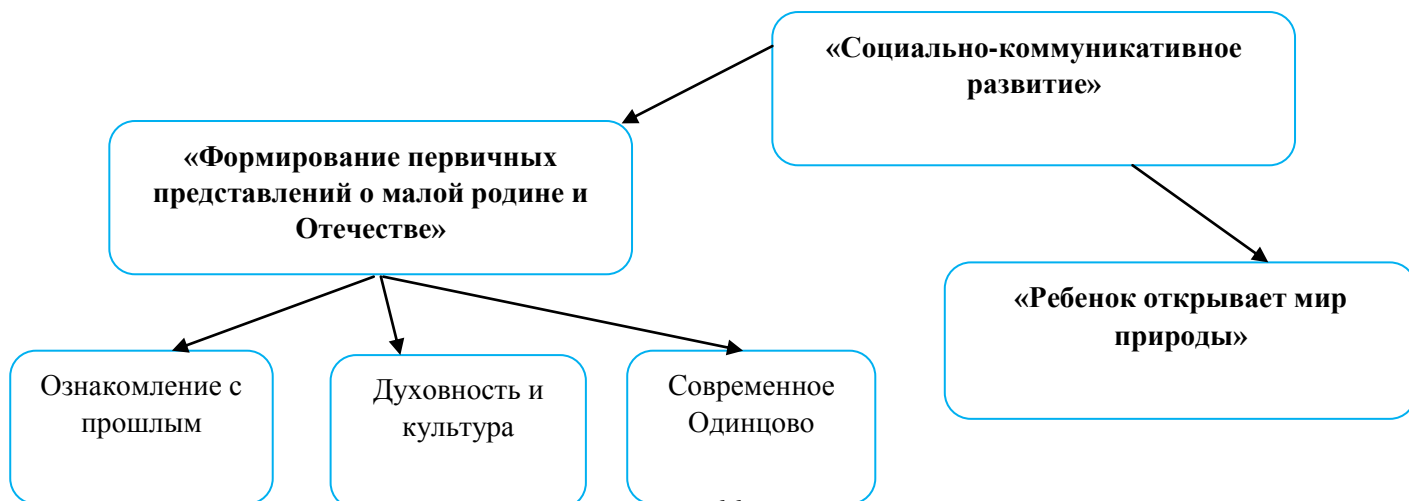 «Социально-коммуникативное
развитие»
«Формирование первичных
представлений о малой родине и
Отечестве»
«Ребенок открывает мир
природы»
Ознакомление с
прошлым
Духовность и
культура
Современное
Одинцово